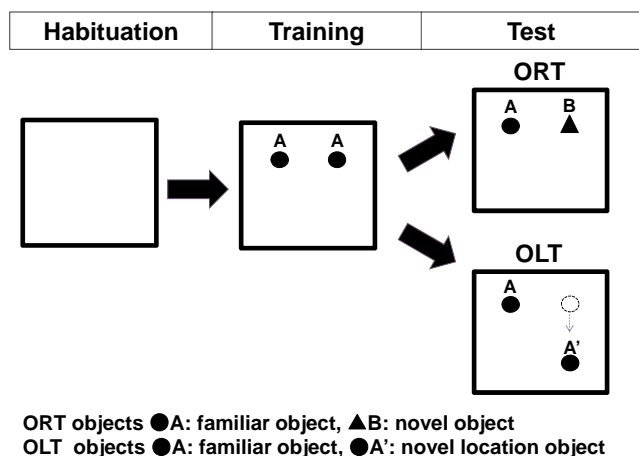 Habituation Training Test
ORT
A B
A A
OLT
A
A'
ORT objects ●A: familiar object, ▲B: novel object
OLT objects ●A: familiar object, ●A': novel location object